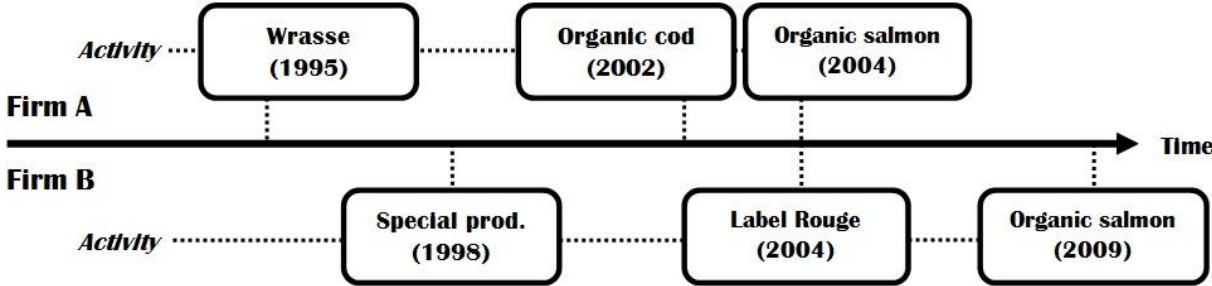 Activity
Wrasse
(1995)
Organic cod
(2002)
Organic salmon
(2004)
Firm A
Time
Firm B
Activity
Special prod.
(1998)
Label Rouge
(2004)
Organic salmon
(2009)